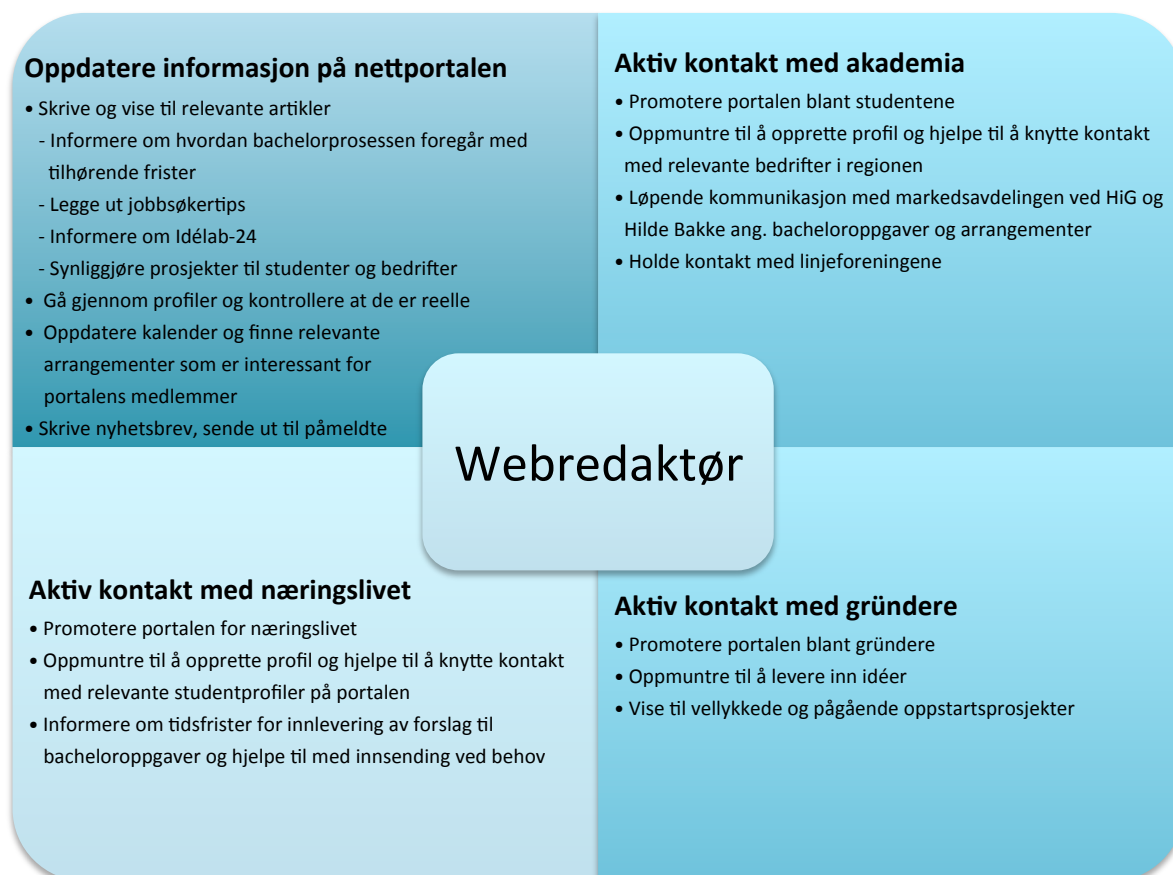 Oppdatere informasjon på nettportalen
• Skrive og vise til relevante artikler
- Informere om hvordan bachelorprosessen foregår med
tilhørende frister
- Legge ut jobbsøkertips
- Informere om Idélab-24
- Synliggjøre prosjekter til studenter og bedrifter
• Gå gjennom profiler og kontrollere at de er reelle
• Oppdatere kalender og finne relevante
arrangementer som er interessant for
portalens medlemmer
• Skrive nyhetsbrev, sende ut til påmeldte
Aktiv kontakt med akademia
• Promotere portalen blant studentene
• Oppmuntre til å opprette profil og hjelpe til å knytte kontakt
med relevante bedrifter i regionen
• Løpende kommunikasjon med markedsavdelingen ved HiG og
Hilde Bakke ang. bacheloroppgaver og arrangementer
• Holde kontakt med linjeforeningene
Webredaktør
Aktiv kontakt med næringslivet
• Promotere portalen for næringslivet
• Oppmuntre til å opprette profil og hjelpe til å knytte kontakt
med relevante studentprofiler på portalen
• Informere om tidsfrister for innlevering av forslag til
bacheloroppgaver og hjelpe til med innsending ved behov
Aktiv kontakt med gründere
• Promotere portalen blant gründere
• Oppmuntre til å levere inn idéer
• Vise til vellykkede og pågående oppstartsprosjekter